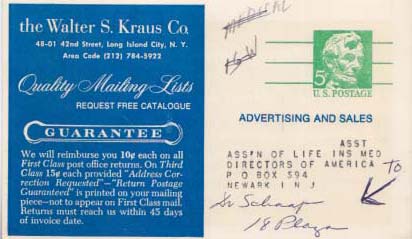 the Walter S. Kraus Co.
48-01 42nd Street, Long Island City, N. Y.
Area Code (212) 784-5922
Quality Mailing Lists
REQUEST FREE CATALOGUE
GUARANTEE
We will reimburse you 10¢ each on all
First Class post office returns. On Third
Class 15¢ each provided "Address Cor-
rection Requested"—"Return Postage
Guaranteed" is printed on your mailing
piece—not to appear on First Class mail.
Returns must reach us within 45 days
of invoice date.
5¢
U.S. POSTAGE
ADVERTISING AND SALES
ASST
ASS'N OF LIFE INS MED
DIRECTORS OF AMERICA
P O BOX 594
NEWARK 1 N J
TO
Dr Schaaf
18 Plaza